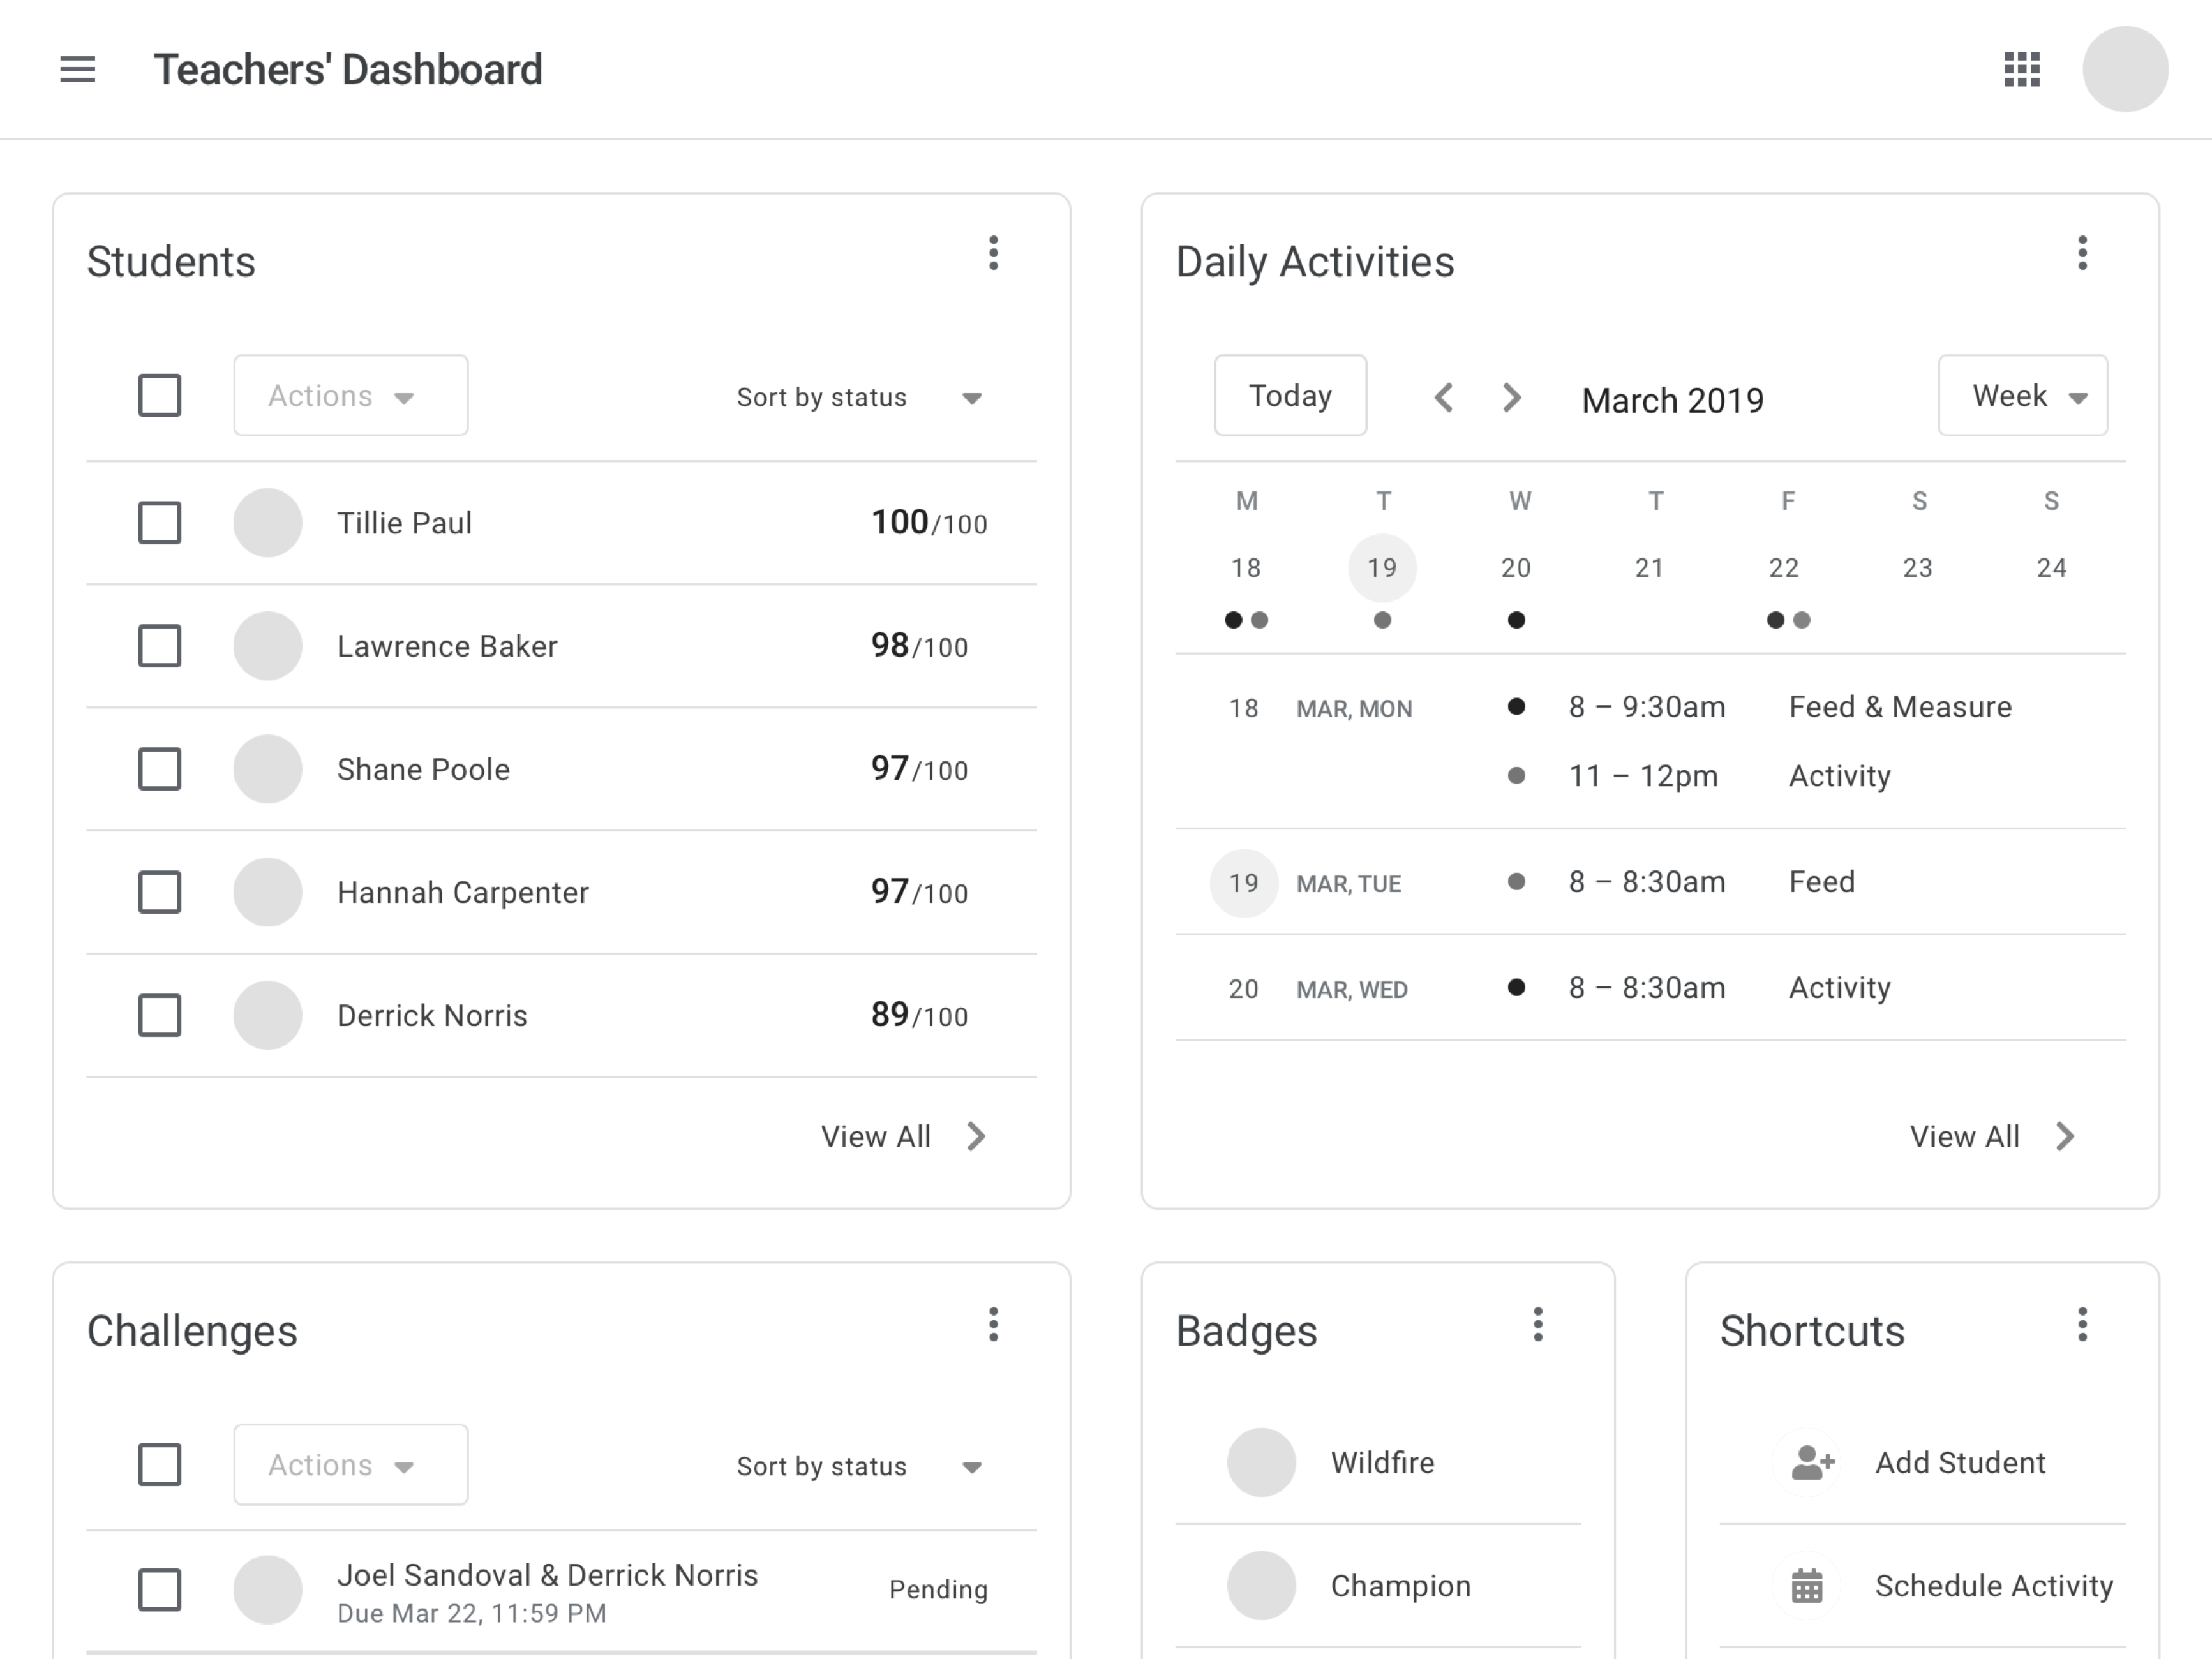 Teachers' Dashboard
Students
Actions
Sort by status
Tillie Paul 100/100
Lawrence Baker 98/100
Shane Poole 97/100
Hannah Carpenter 97/100
Derrick Norris 89/100
View All
Daily Activities
Today March 2019 Week
M T W T F S S
18 19 20 21 22 23 24
18 MAR, MON 8 – 9:30am Feed & Measure
11 – 12pm Activity
19 MAR, TUE 8 – 8:30am Feed
20 MAR, WED 8 – 8:30am Activity
View All
Challenges
Actions
Sort by status
Joel Sandoval & Derrick Norris
Due Mar 22, 11:59 PM
Pending
Badges
Wildfire
Champion
Shortcuts
Add Student
Schedule Activity